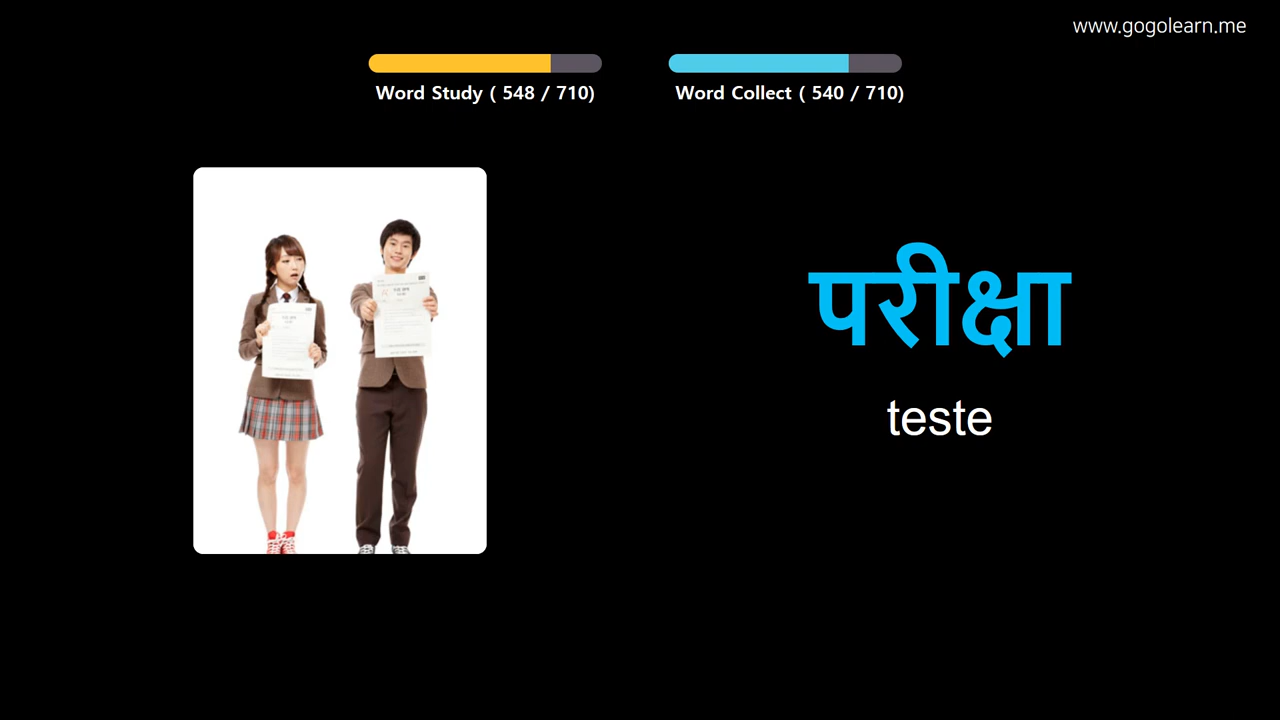 www.gogolearn.me
Word Study ( 548 / 710)
Word Collect ( 540 / 710)
परीक्षा
teste